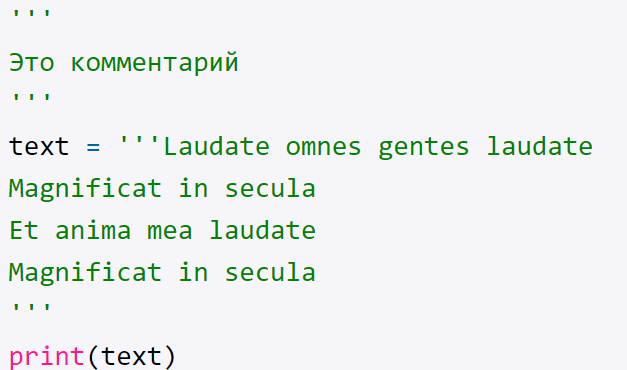 '''
Это комментарий
'''
text = '''Laudate omnes gentes laudate
Magnificat in secula
Et anima mea laudate
Magnificat in secula
'''
print(text)